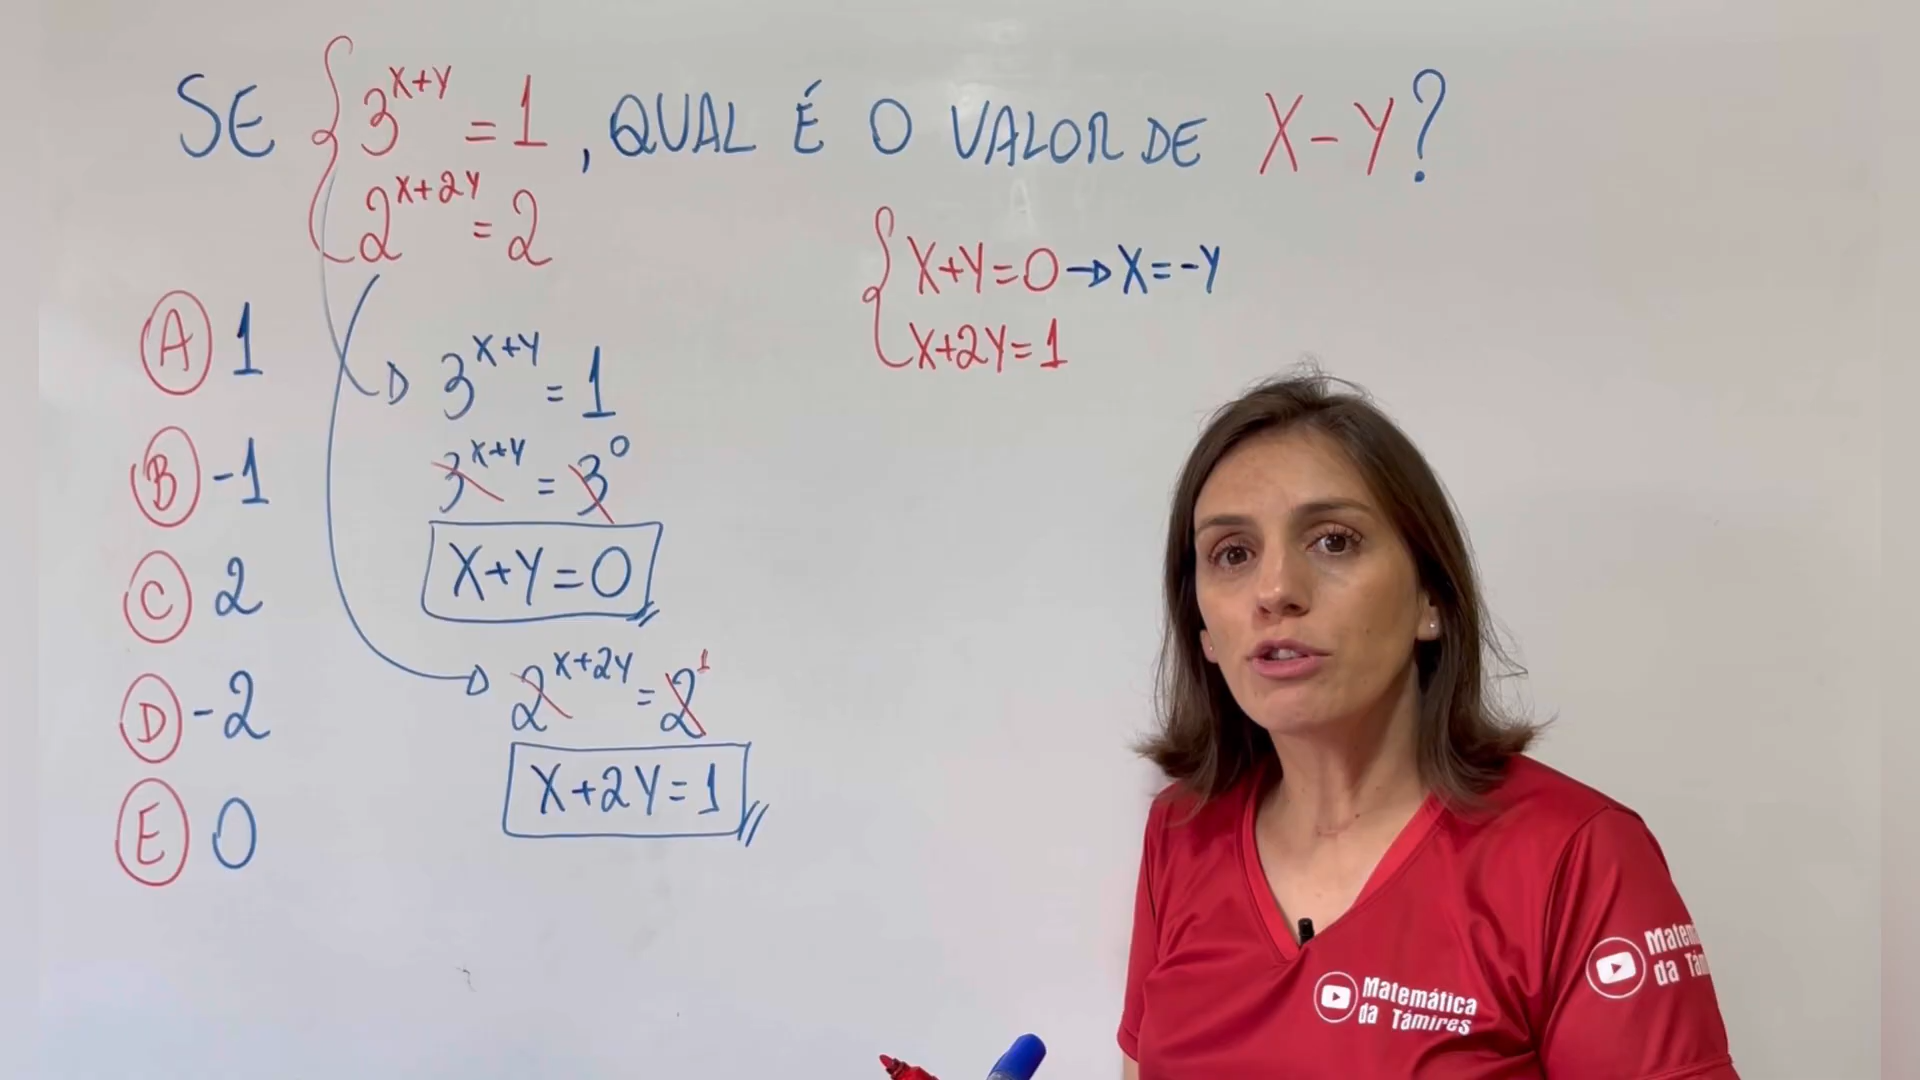 SE { 3^{X+Y} = 1 , QUAL É O VALOR DE X-Y?
2^{X+2Y} = 2
{ X+Y=0 → X=-Y
X+2Y=1
A 1
B -1
C 2
D -2
E 0
3^{X+Y} = 1
3^{X+Y} = 3^0
X+Y=0
2^{X+2Y} = 2^1
X+2Y=1
Matemática
da Támires